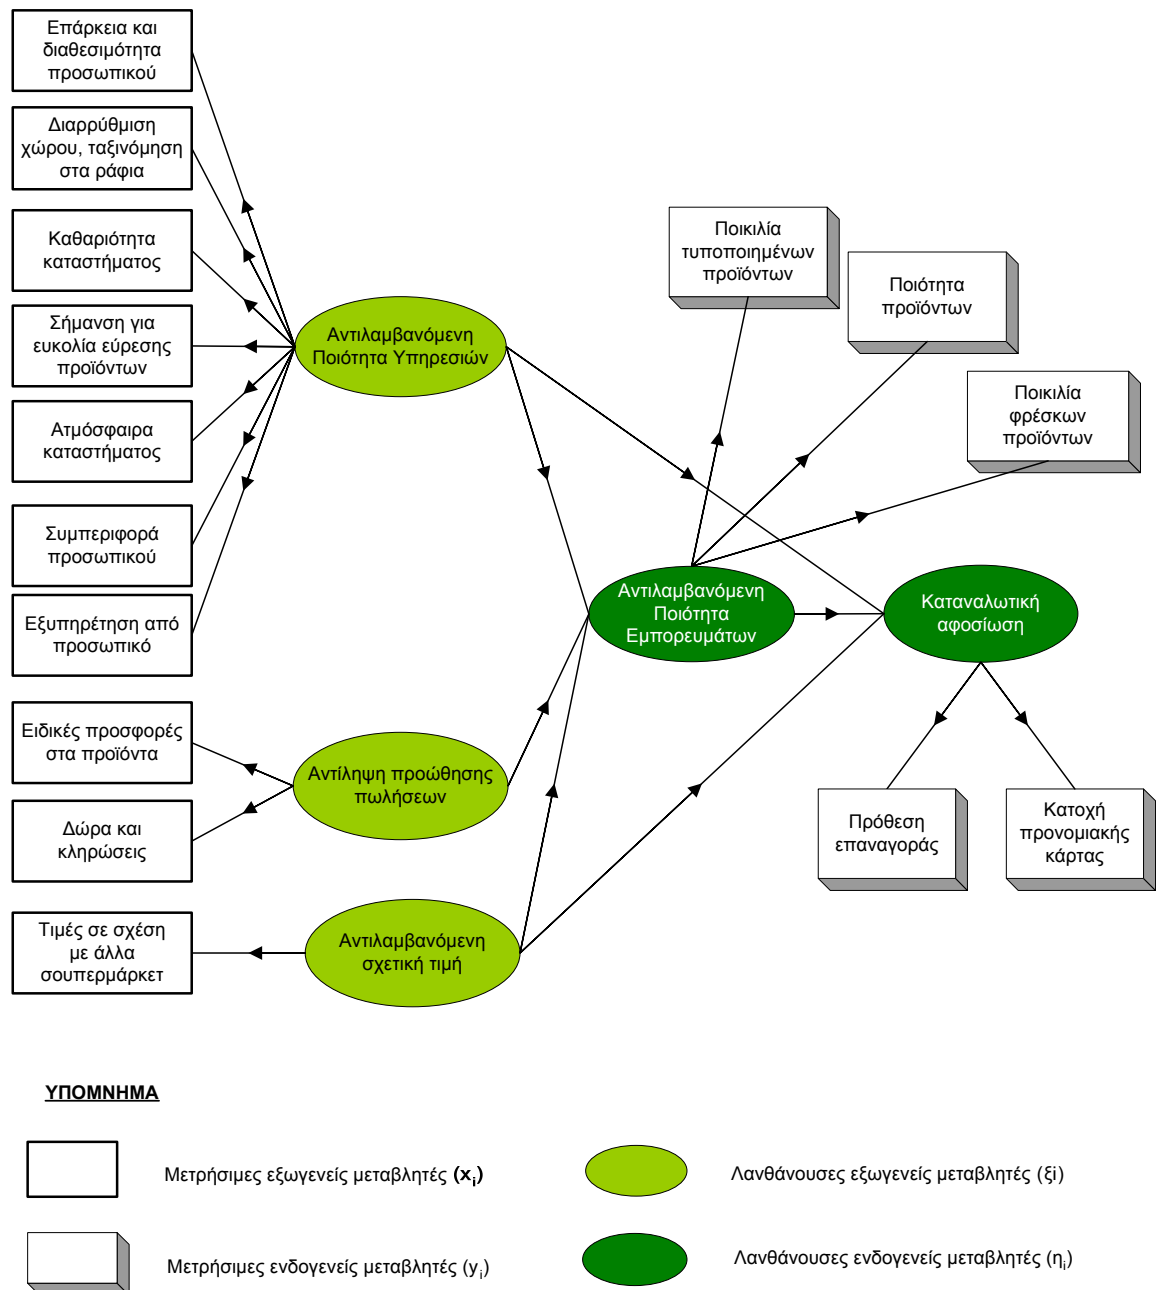 Επάρκεια και
διαθεσιμότητα
προσωπικού
Διαρρύθμιση
χώρου, ταξινόμηση
στα ράφια
Καθαριότητα
καταστήματος
Σήμανση για
ευκολία εύρεσης
προϊόντων
Ατμόσφαιρα
καταστήματος
Συμπεριφορά
προσωπικού
Εξυπηρέτηση από
προσωπικό
Ειδικές προσφορές
στα προϊόντα
Δώρα και
κληρώσεις
Τιμές σε σχέση
με άλλα
σουπερμάρκετ
Αντιλαμβανόμενη
Ποιότητα Υπηρεσιών
Αντίληψη προώθησης
πωλήσεων
Αντιλαμβανόμενη
σχετική τιμή
Ποικιλία
τυποποιημένων
προϊόντων
Ποιότητα
προϊόντων
Ποικιλία
φρέσκων
προϊόντων
Αντιλαμβανόμενη
Ποιότητα
Εμπορευμάτων
Καταναλωτική
αφοσίωση
Πρόθεση
επαναγοράς
Κατοχή
προνομιακής
κάρτας
ΥΠΟΜΝΗΜΑ
Μετρήσιμες εξωγενείς μεταβλητές (xi)
Λανθάνουσες εξωγενείς μεταβλητές (ξi)
Μετρήσιμες ενδογενείς μεταβλητές (yi)
Λανθάνουσες ενδογενείς μεταβλητές (ηi)